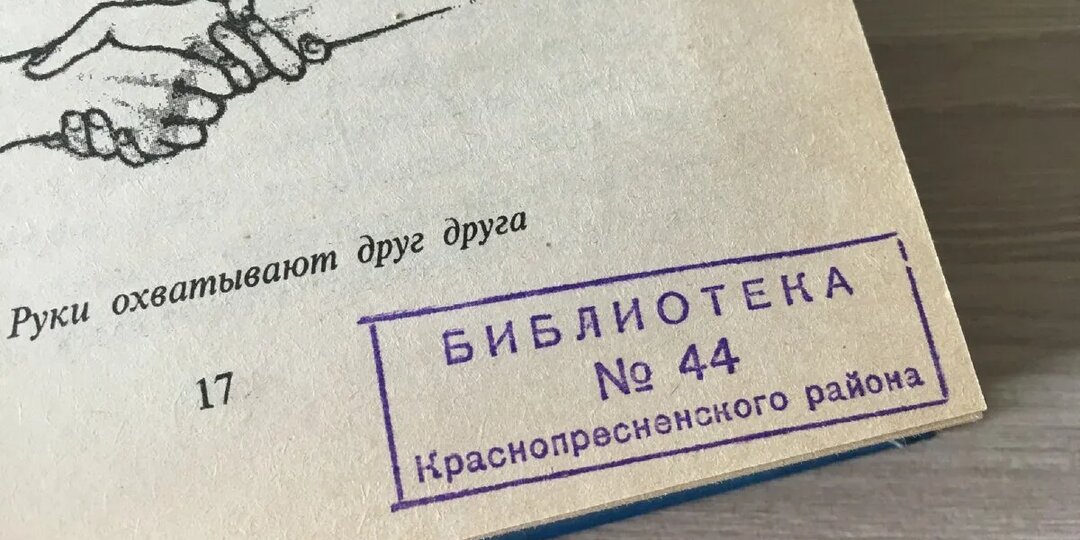 Руки охватывают друг друга
17
БИБЛИОТЕКА
№ 44
Краснопресненского района